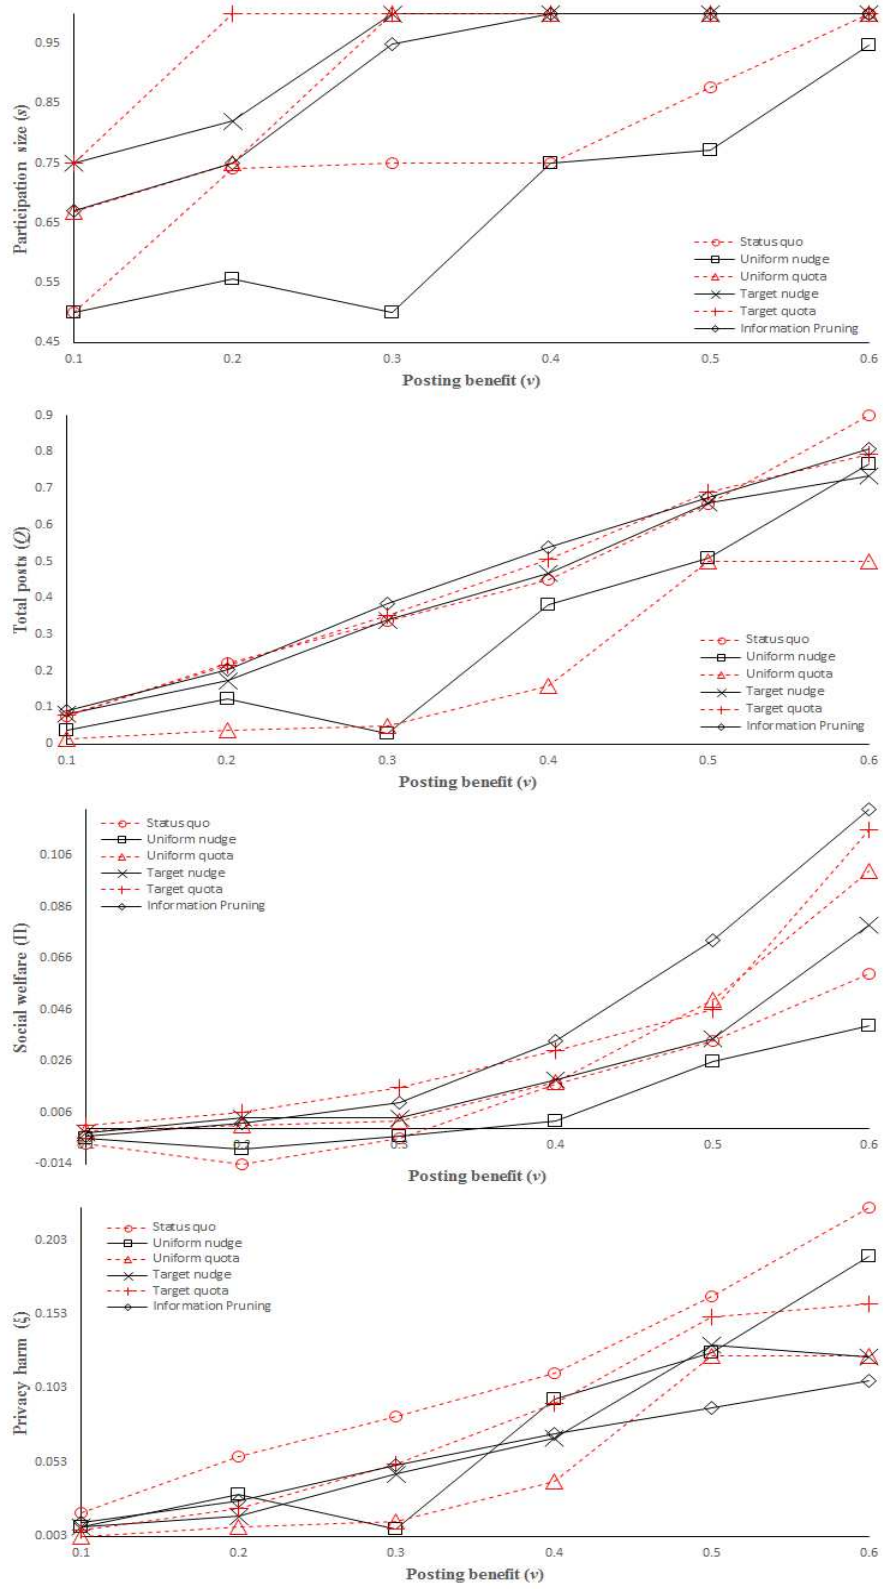 0.95
0.85
0.75
0.65
0.55
0.45
Participation size (s)
Status quo
Uniform nudge
Uniform quota
Target nudge
Target quota
Information Pruning
0.1 0.2 0.3 0.4 0.5 0.6
Posting benefit (v)
0.9
0.8
0.7
0.6
0.5
0.4
0.3
0.2
0.1
0
Total posts (Q)
Status quo
Uniform nudge
Uniform quota
Target nudge
Target quota
Information Pruning
0.1 0.2 0.3 0.4 0.5 0.6
Posting benefit (v)
Status quo
Uniform nudge
Uniform quota
Target nudge
Target quota
Information Pruning
0.106
0.086
0.066
0.046
0.026
0.006
-0.014
Social welfare (Π)
0.3 0.4 0.5 0.6
Posting benefit (v)
Status quo
Uniform nudge
Uniform quota
Target nudge
Target quota
Information Pruning
0.203
0.153
0.103
0.053
0.003
Privacy harm (ξ)
0.1 0.2 0.3 0.4 0.5 0.6
Posting benefit (v)